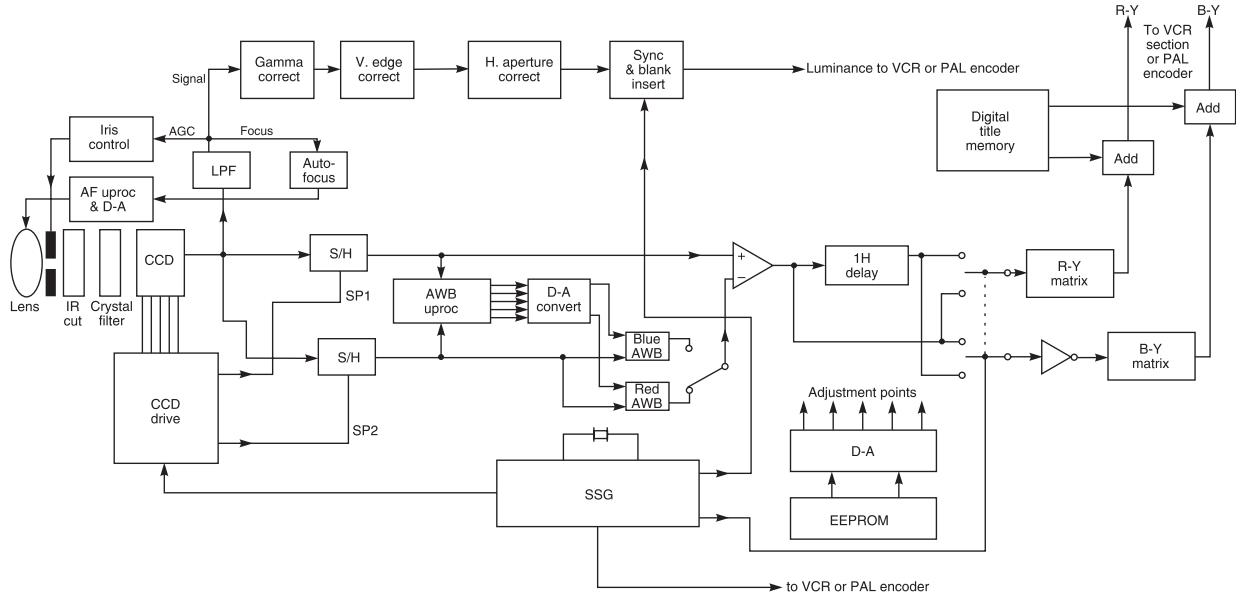 R-Y
B-Y
To VCR
section
or PAL
encoder
Signal
Gamma
correct
V. edge
correct
H. aperture
correct
Sync
& blank
insert
Luminance to VCR or PAL encoder
Digital
title
memory
Add
Add
Iris
control
AGC
Focus
LPF
Auto-
focus
AF uproc
& D-A
Lens
IR
cut
Crystal
filter
CCD
S/H
SP1
AWB
uproc
D-A
convert
+
−
1H
delay
R-Y
matrix
S/H
Blue
AWB
Red
AWB
B-Y
matrix
CCD
drive
SP2
Adjustment points
D-A
SSG
EEPROM
to VCR or PAL encoder